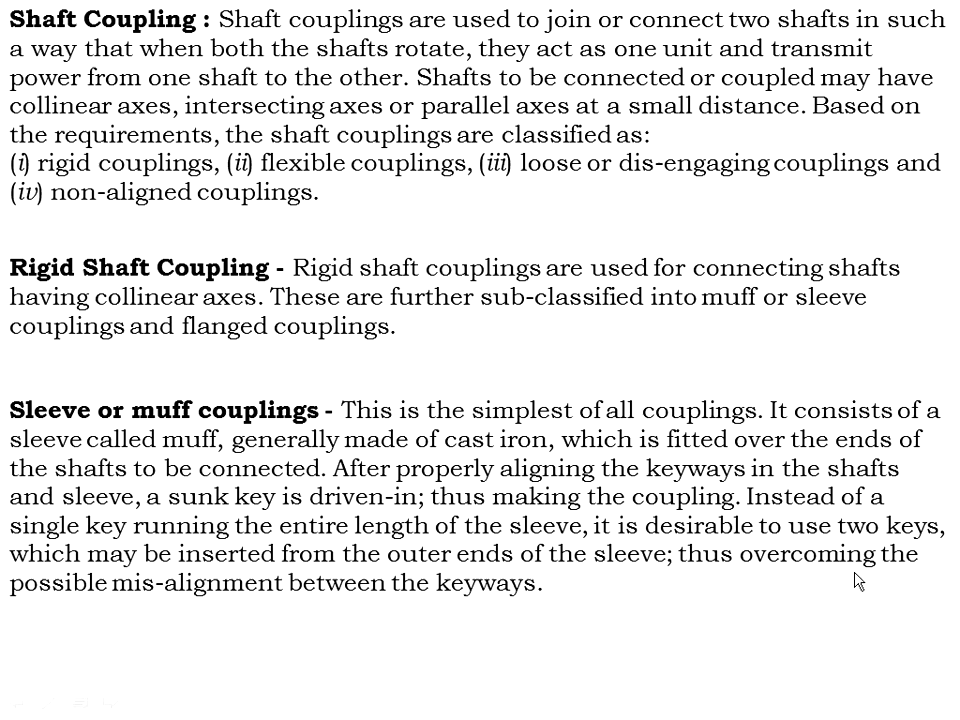 Shaft Coupling : Shaft couplings are used to join or connect two shafts in such
a way that when both the shafts rotate, they act as one unit and transmit
power from one shaft to the other. Shafts to be connected or coupled may have
collinear axes, intersecting axes or parallel axes at a small distance. Based on
the requirements, the shaft couplings are classified as:
(i) rigid couplings, (ii) flexible couplings, (iii) loose or dis-engaging couplings and
(iv) non-aligned couplings.
Rigid Shaft Coupling - Rigid shaft couplings are used for connecting shafts
having collinear axes. These are further sub-classified into muff or sleeve
couplings and flanged couplings.
Sleeve or muff couplings - This is the simplest of all couplings. It consists of a
sleeve called muff, generally made of cast iron, which is fitted over the ends of
the shafts to be connected. After properly aligning the keyways in the shafts
and sleeve, a sunk key is driven-in; thus making the coupling. Instead of a
single key running the entire length of the sleeve, it is desirable to use two keys,
which may be inserted from the outer ends of the sleeve; thus overcoming the
possible mis-alignment between the keyways.